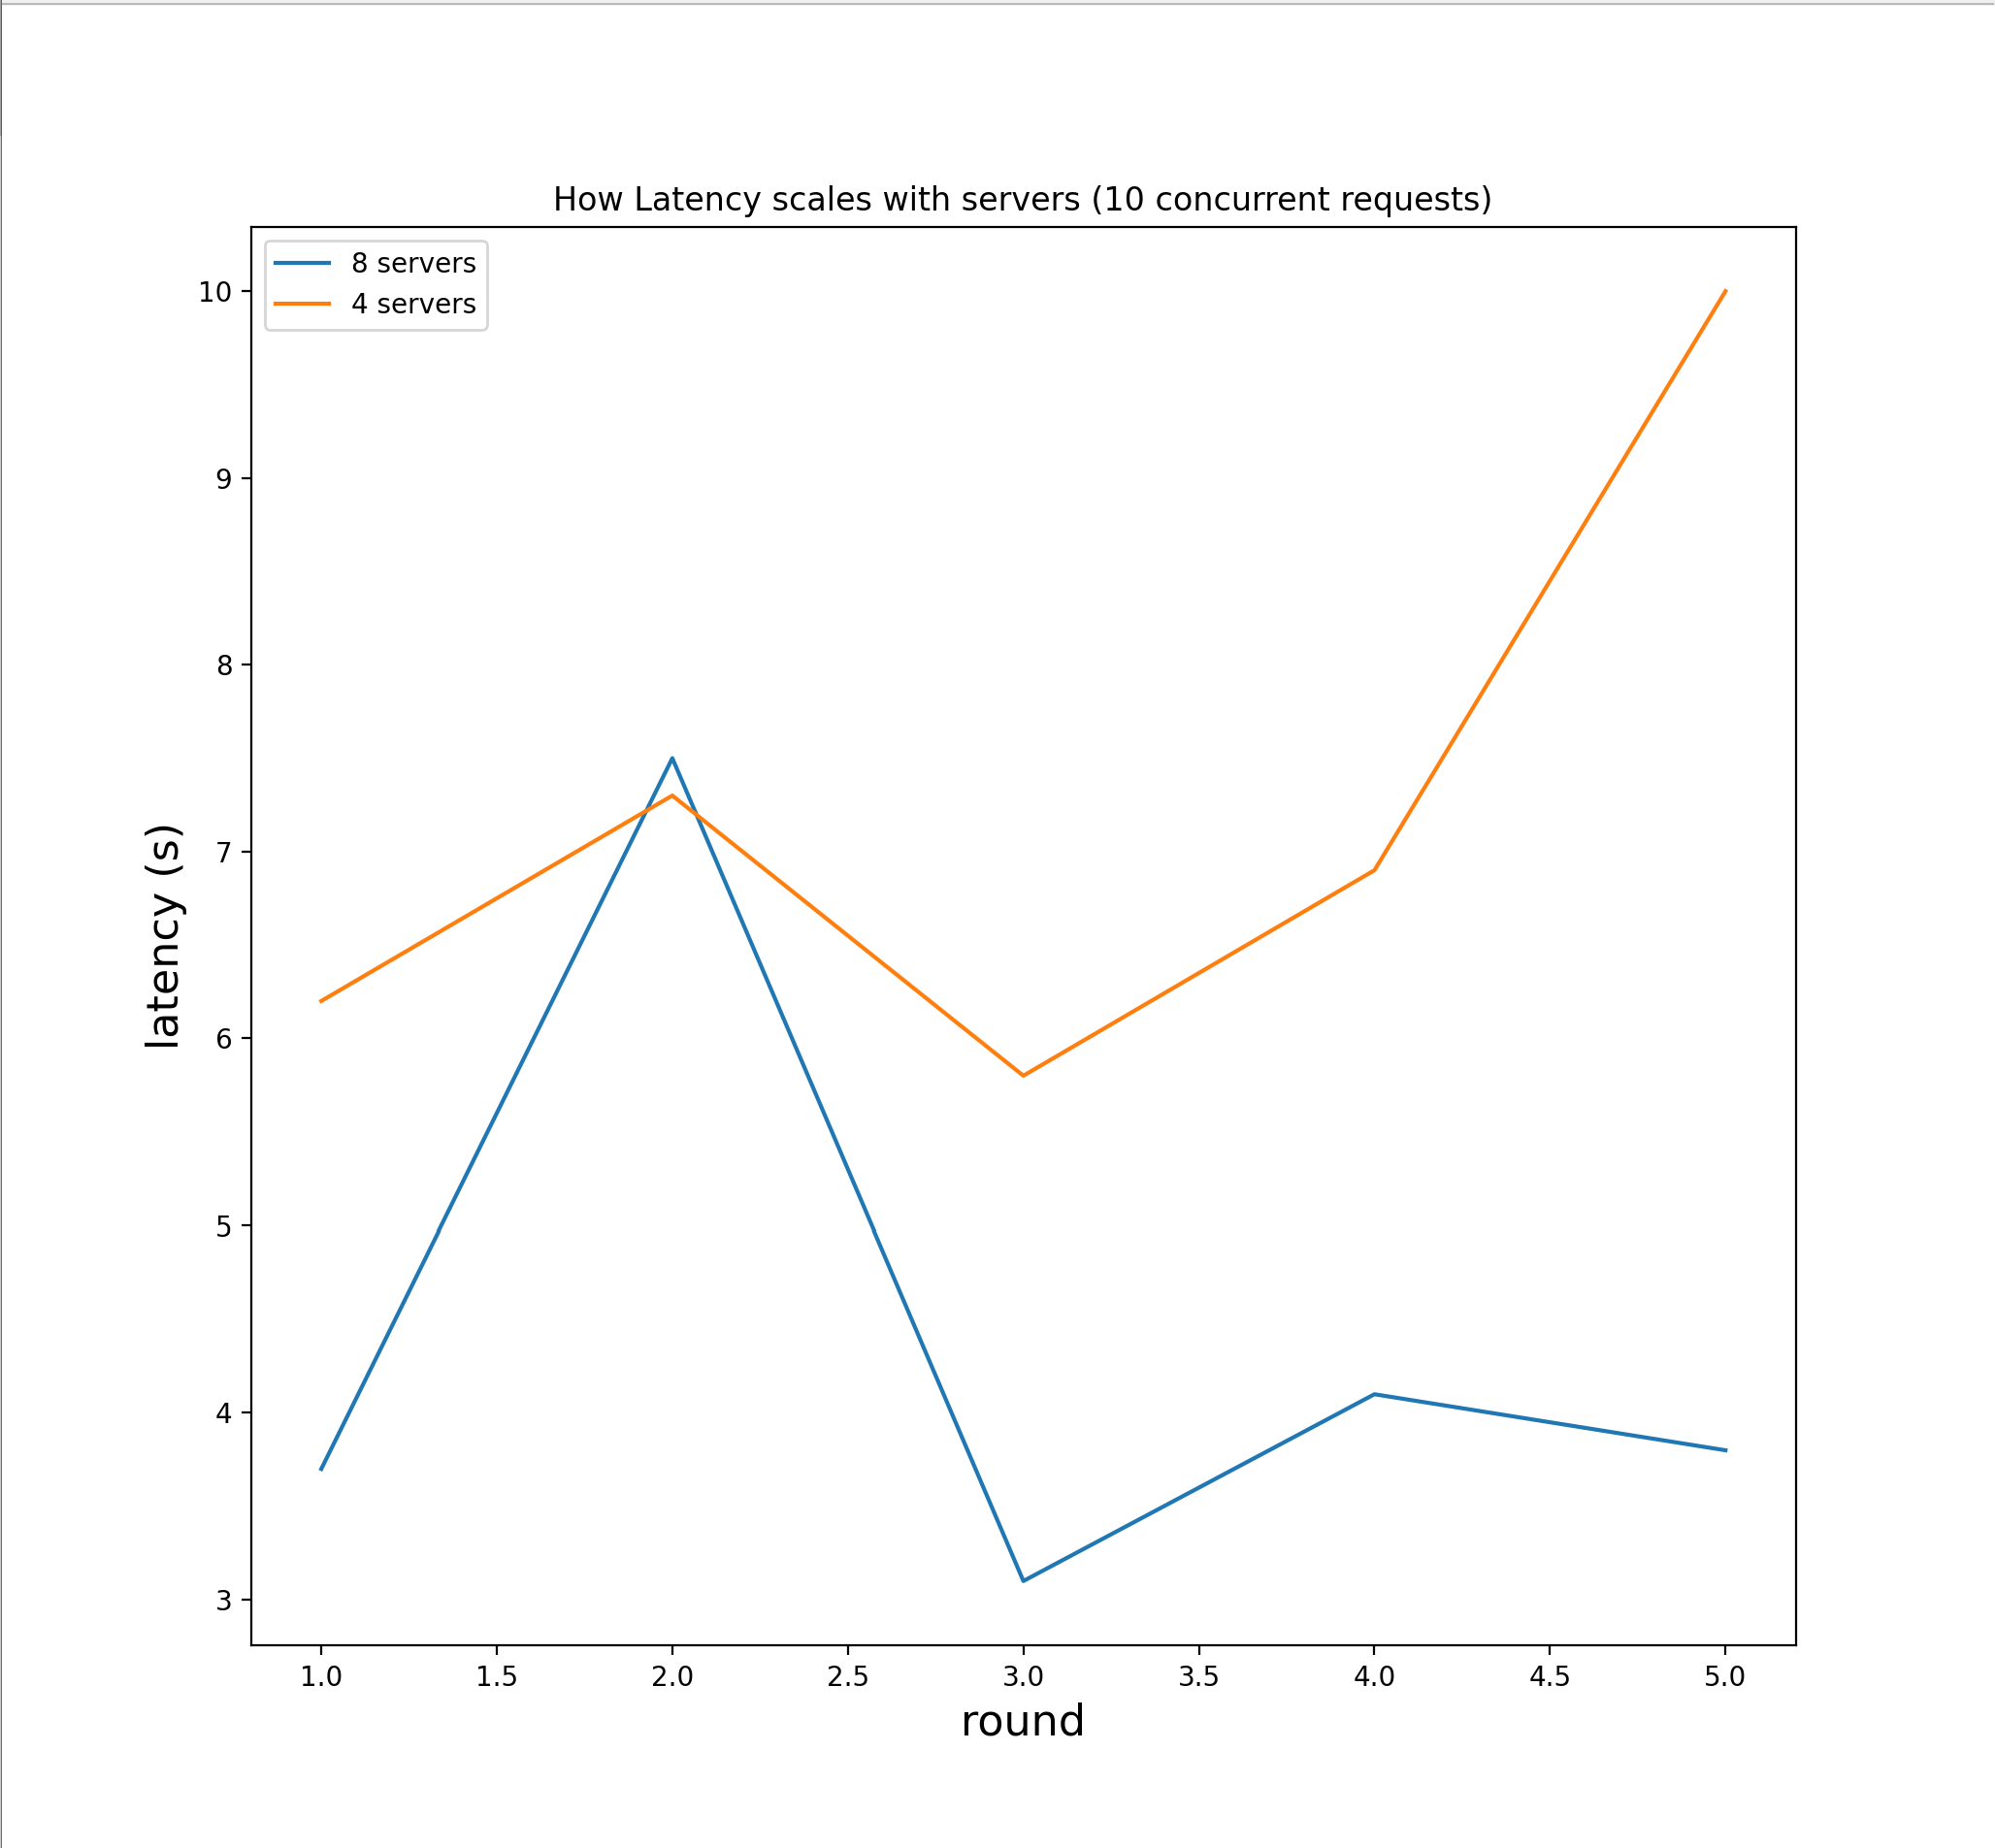 How Latency scales with servers (10 concurrent requests)
8 servers
4 servers
10
9
8
7
6
5
4
3
latency (s)
1.0 1.5 2.0 2.5 3.0 3.5 4.0 4.5 5.0
round